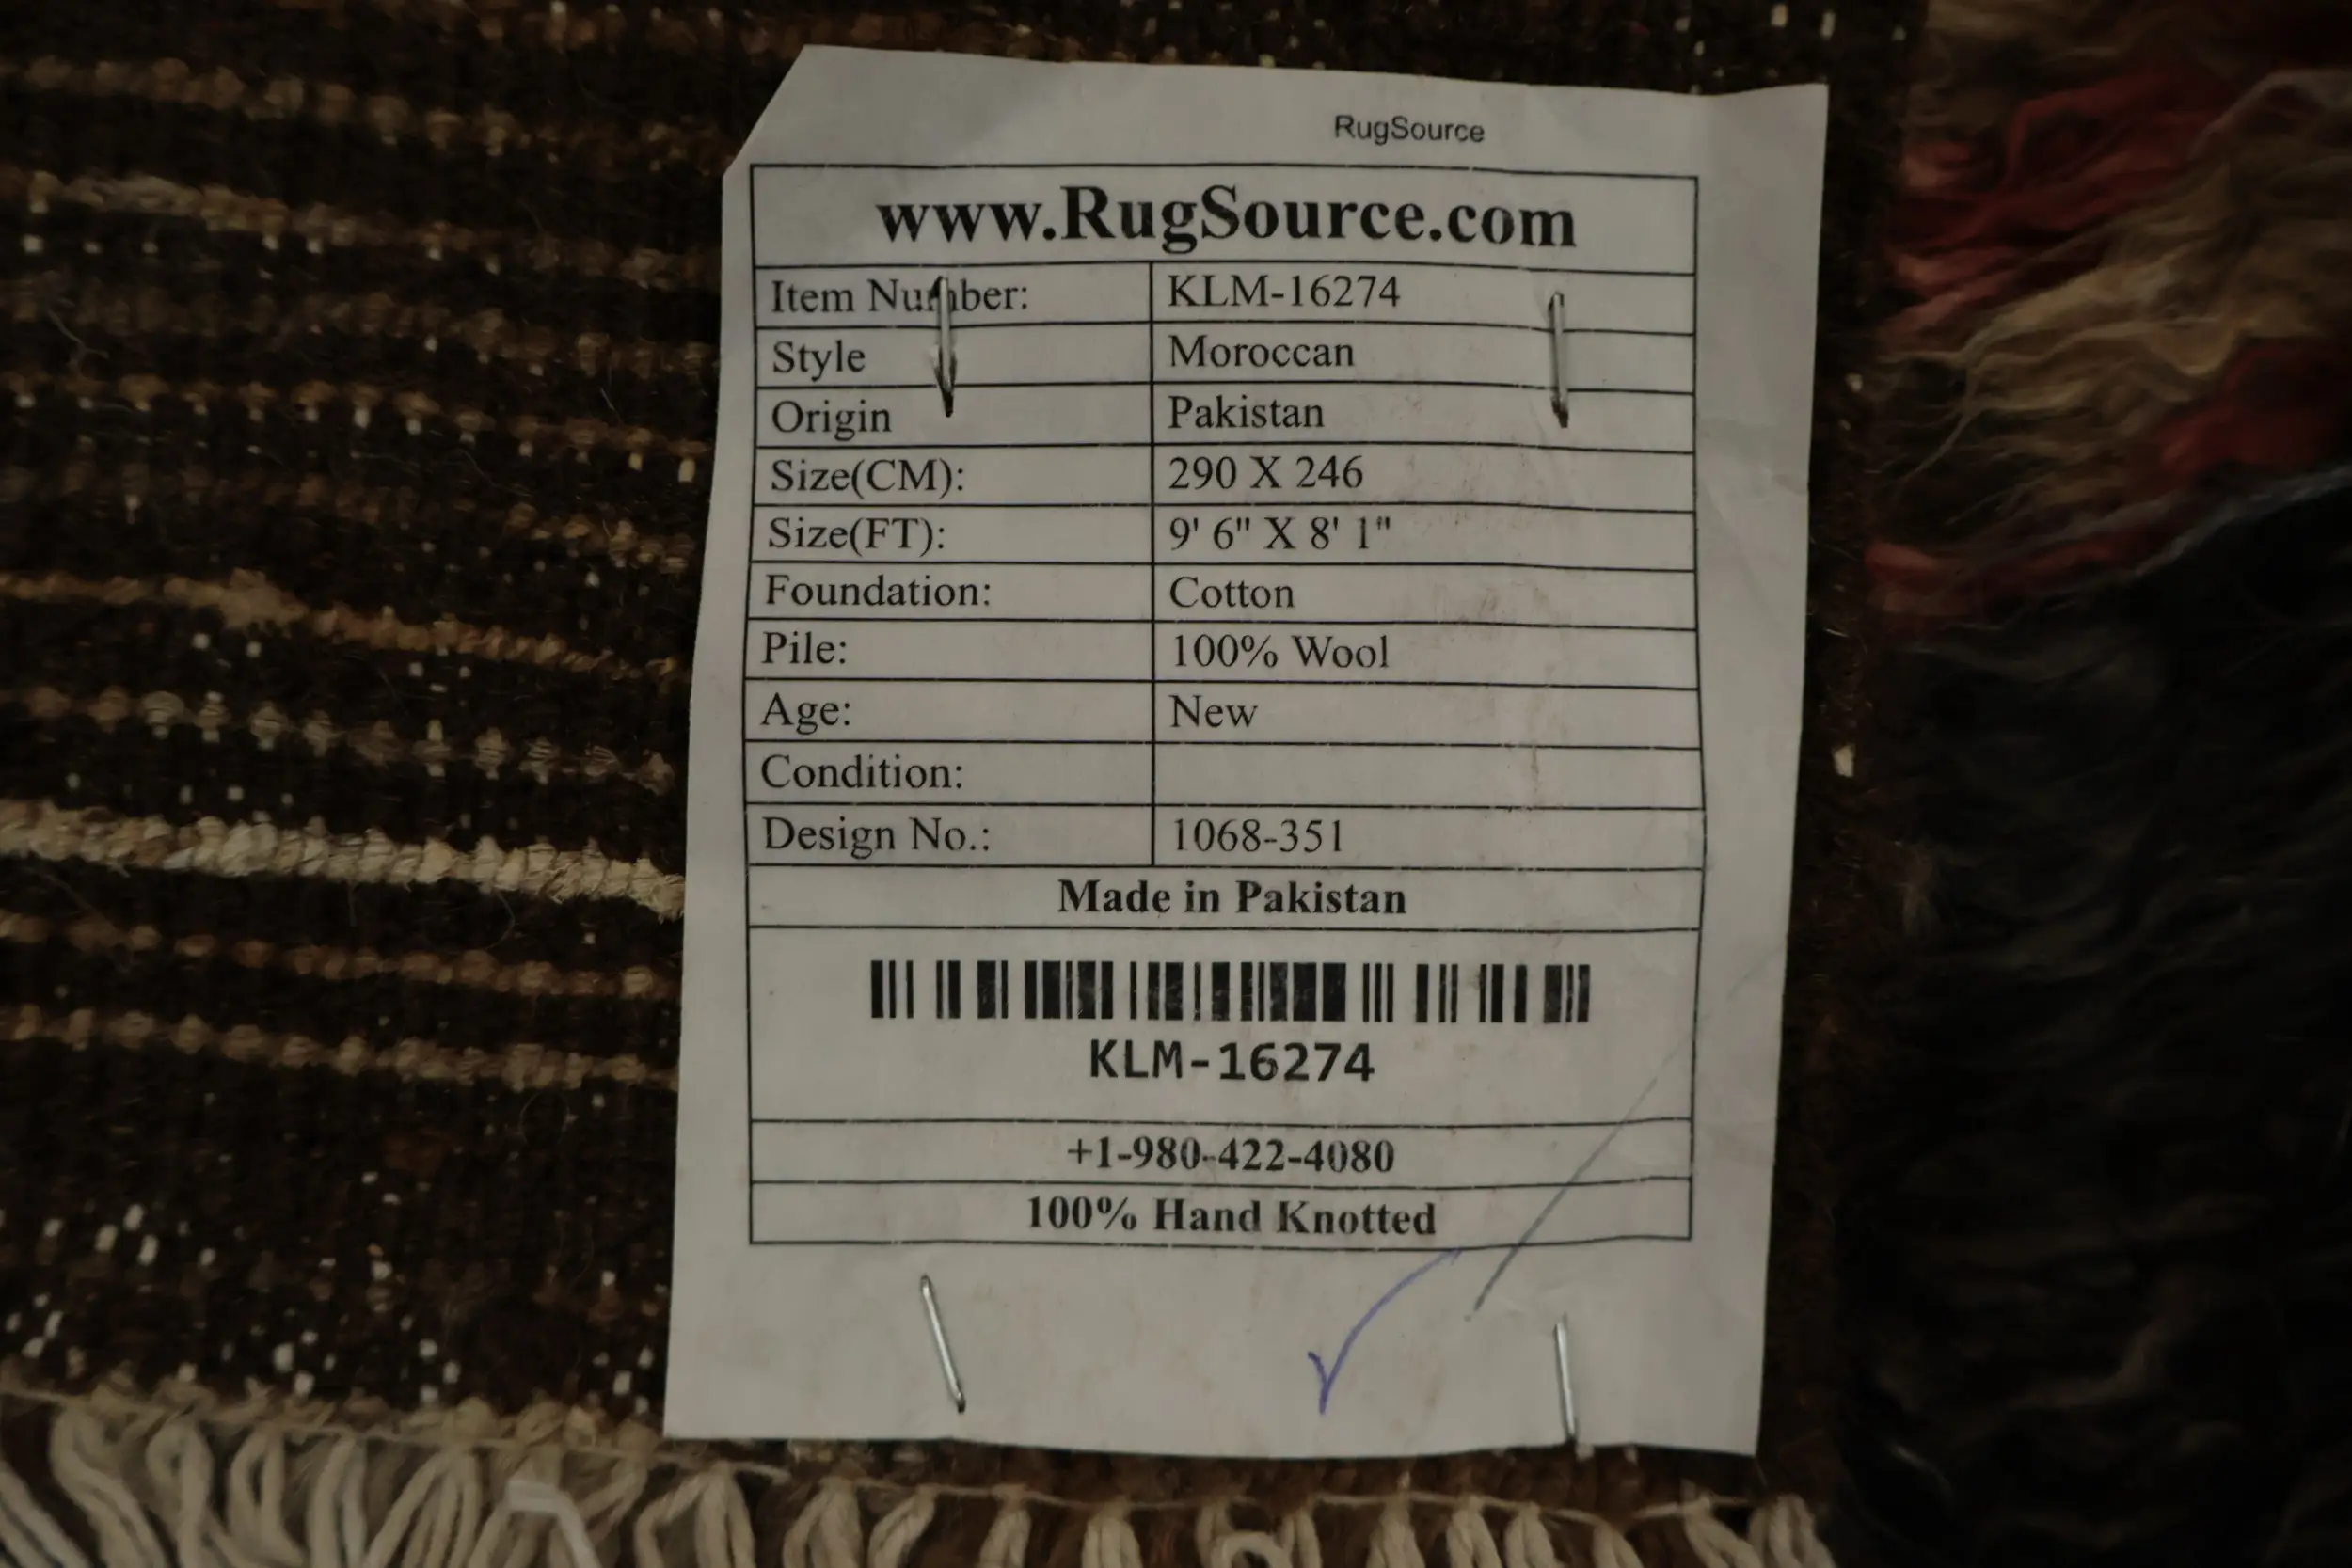 RugSource
www.RugSource.com
Item Number: KLM-16274
Style Moroccan
Origin Pakistan
Size(CM): 290 X 246
Size(FT): 9' 6" X 8' 1"
Foundation: Cotton
Pile: 100% Wool
Age: New
Condition:
Design No.: 1068-351
Made in Pakistan
KLM-16274
+1-980-422-4080
100% Hand Knotted